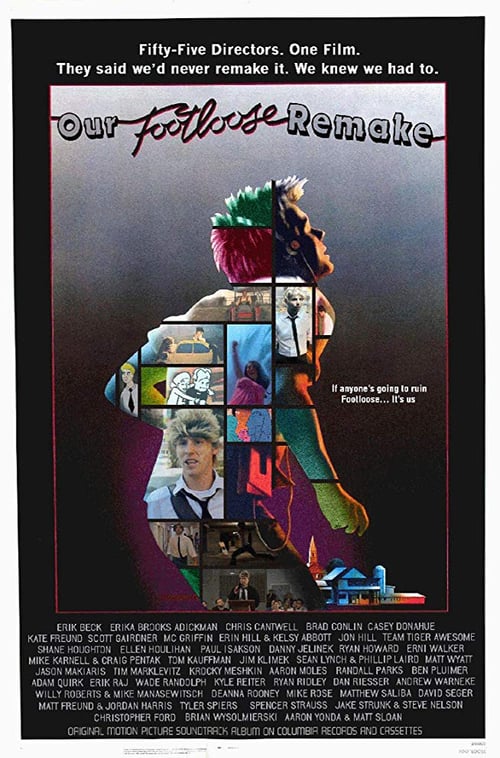 Fifty-Five Directors. One Film.
They said we'd never remake it. We knew we had to.
Our Footloose Remake
If anyone's going to ruin
Footloose... It's us
ERIK BECK ERIKA BROOKS ADICKMAN CHRIS CANTWELL BRAD CONLIN CASEY DONAHUE
KATE FREUND SCOTT GAIRDNER MC GRIFFIN ERIN HILL & KELSY ABBOTT JON HILL TEAM TIGER AWESOME
SHANE HOUGHTON ELLEN HOULIHAN PAUL ISAKSON DANNY JELINEK RYAN HOWARD ERNI WALKER
MIKE KARNELL & CRAIG PENTAK TOM KAUFFMAN JIM KLIMEK SEAN LYNCH & PHILLIP LAIRD MATT WYATT
JASON MAKIARIS TIM MARKLEVITZ KROCKY MESHKIN AARON MOLES RANDALL PARKS BEN PLUIMER
ADAM QUIRK ERIK RAJ WADE RANDOLPH KYLE REITER RYAN RIDLEY DAN RIESSER ANDREW WARNEKE
WILLY ROBERTS & MIKE MANASEWITSCH DEANNA ROONEY MIKE ROSE MATTHEW SALIBA DAVID SEGER
MATT FREUND & JORDAN HARRIS TYLER SPIERS SPENCER STRAUSS JAKE STRUNK & STEVE NELSON
CHRISTOPHER FORD BRIAN WYSOLMIERSKI AARON YONDA & MATT SLOAN
ORIGINAL MOTION PICTURE SOUNDTRACK ALBUM ON COLUMBIA RECORDS AND CASSETTES